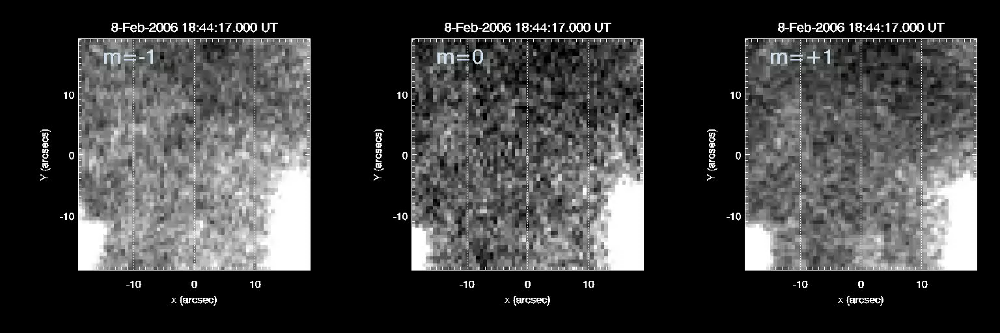 8-Feb-2006 18:44:17.000 UT
m=-1
10
0
-10
Y (arcsecs)
-10 0 10
x (arcsec)
8-Feb-2006 18:44:17.000 UT
m=0
10
0
-10
Y (arcsecs)
-10 0 10
x (arcsec)
8-Feb-2006 18:44:17.000 UT
m=+1
10
0
-10
Y (arcsecs)
-10 0 10
x (arcsec)